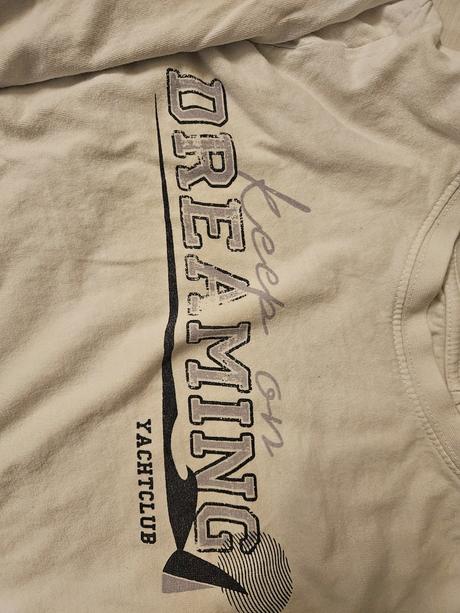 keep on
DREAMING
YACHTCLUB